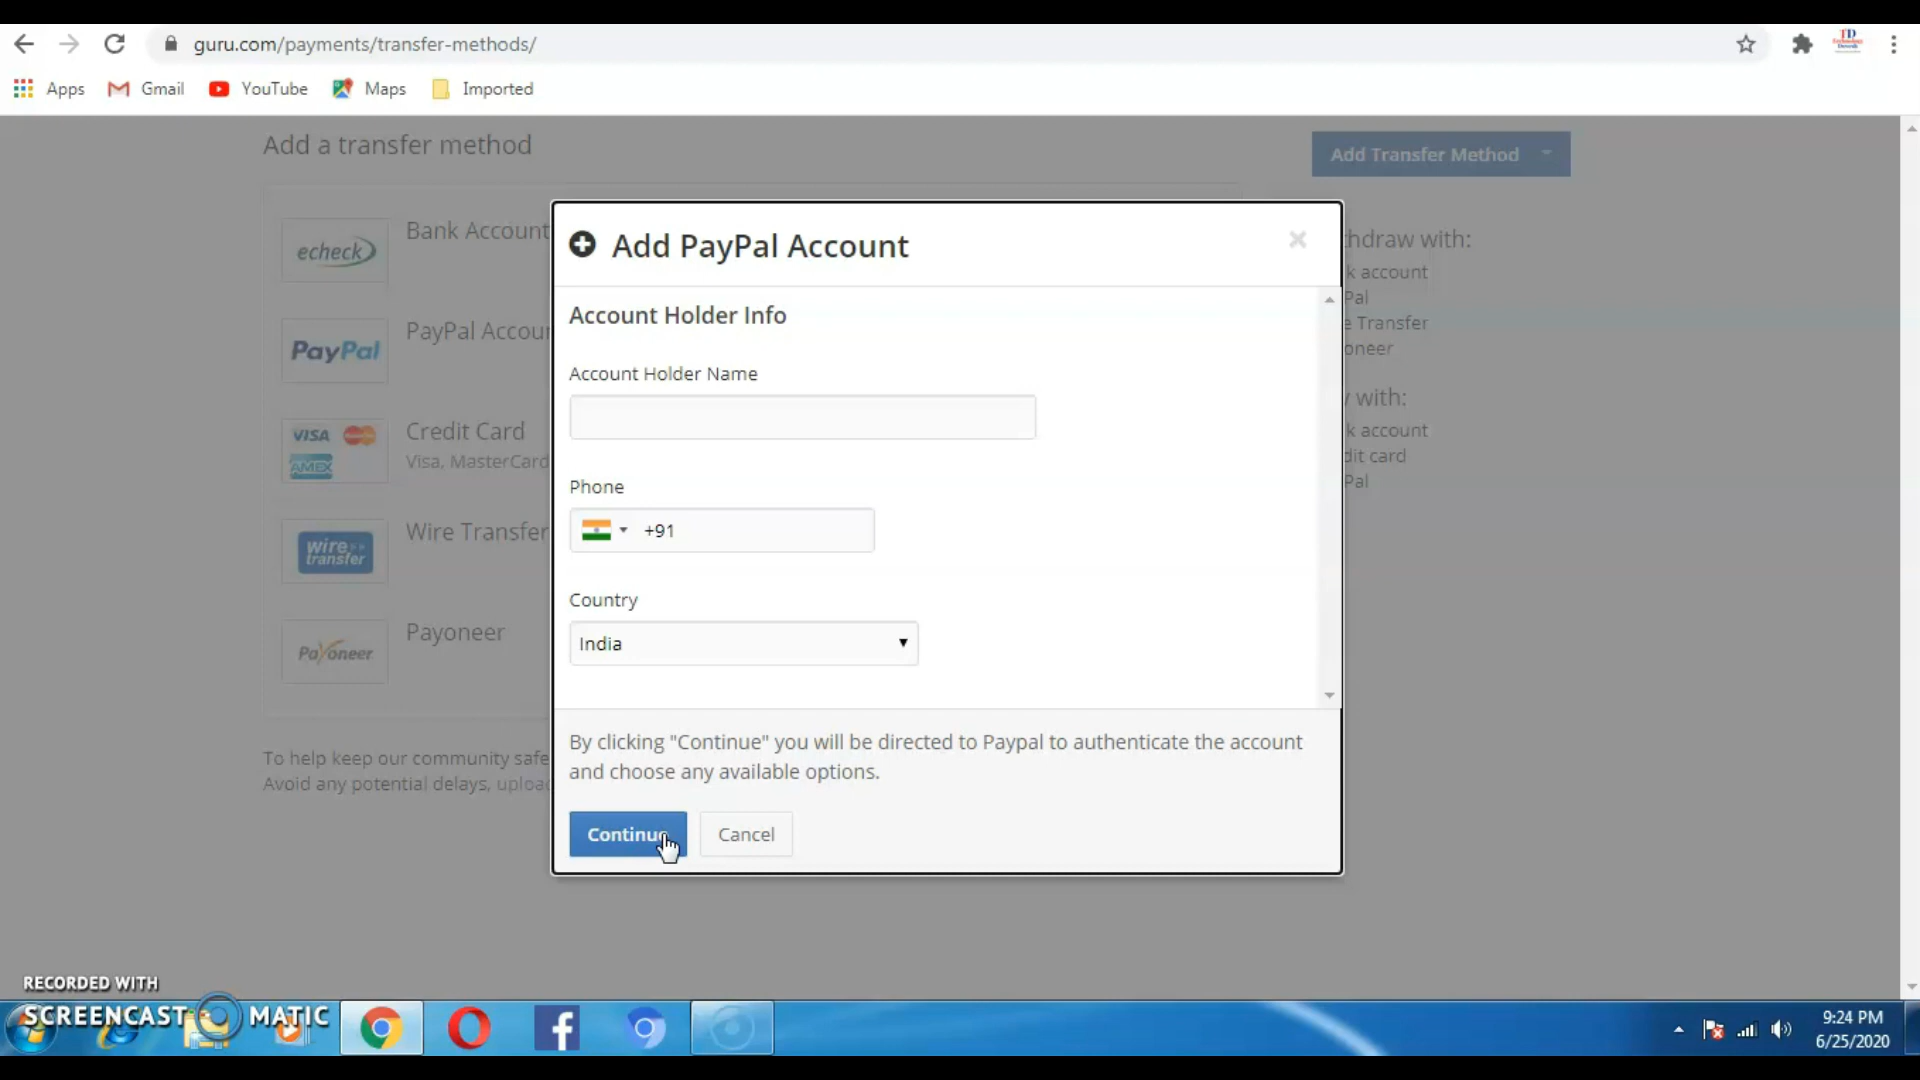 guru.com/payments/transfer-methods/
TD
Apps
Gmail
YouTube
Maps
Imported
Add a transfer method
Add Transfer Method
echeck
Bank Account
PayPal
PayPal Accou
VISA
AMEX
Credit Card
Visa, MasterCard
wire
transfer
Wire Transfer
Payoneer
Payoneer
To help keep our community safe
Avoid any potential delays, uploa
Add PayPal Account
Account Holder Info
Account Holder Name
Phone
+91
Country
India
By clicking "Continue" you will be directed to Paypal to authenticate the account
and choose any available options.
Continue
Cancel
hdraw with:
k account
Pal
e Transfer
oneer
with:
k account
dit card
Pal
RECORDED WITH
SCREENCAST MATIC
9:24 PM
6/25/2020